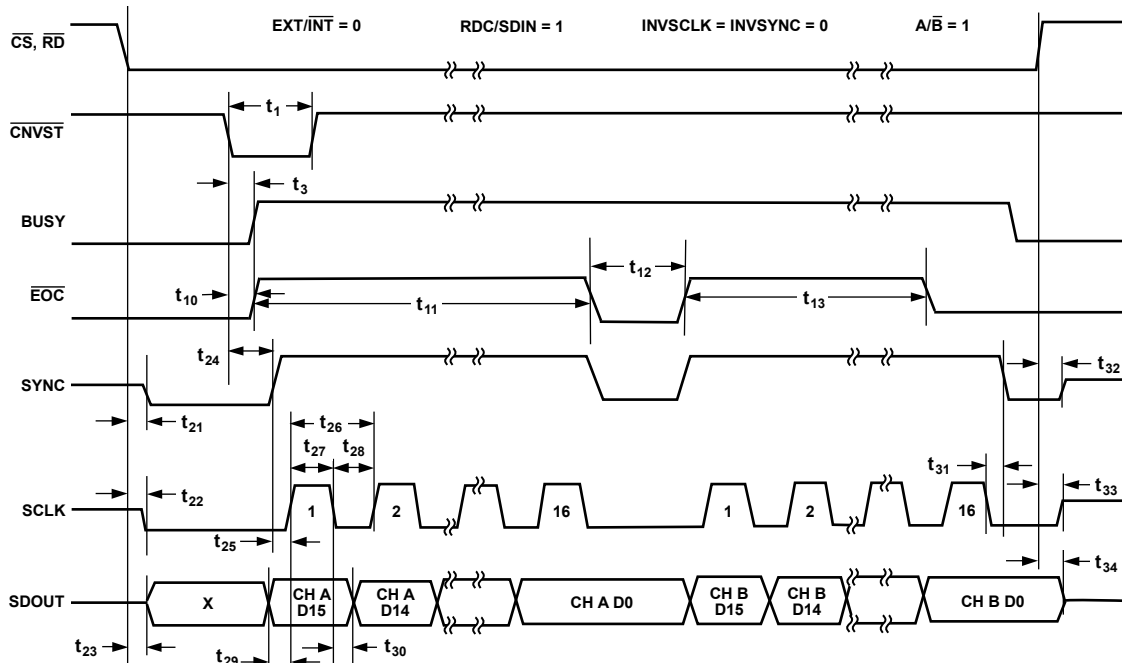 EXT/INT = 0 RDC/SDIN = 1 INVSCLK = INVSYNC = 0 A/B = 1
CS, RD
t1
CNVST
t3
BUSY
t12
EOC
t10
t11
t13
t24
SYNC
t32
t21
t26
t27 t28
t31
t22
t33
SCLK
1 2 16 1 2 16
t25
t34
SDOUT
X
CH A
D15
CH A
D14
CH A D0
CH B
D15
CH B
D14
CH B D0
t23
t29
t30